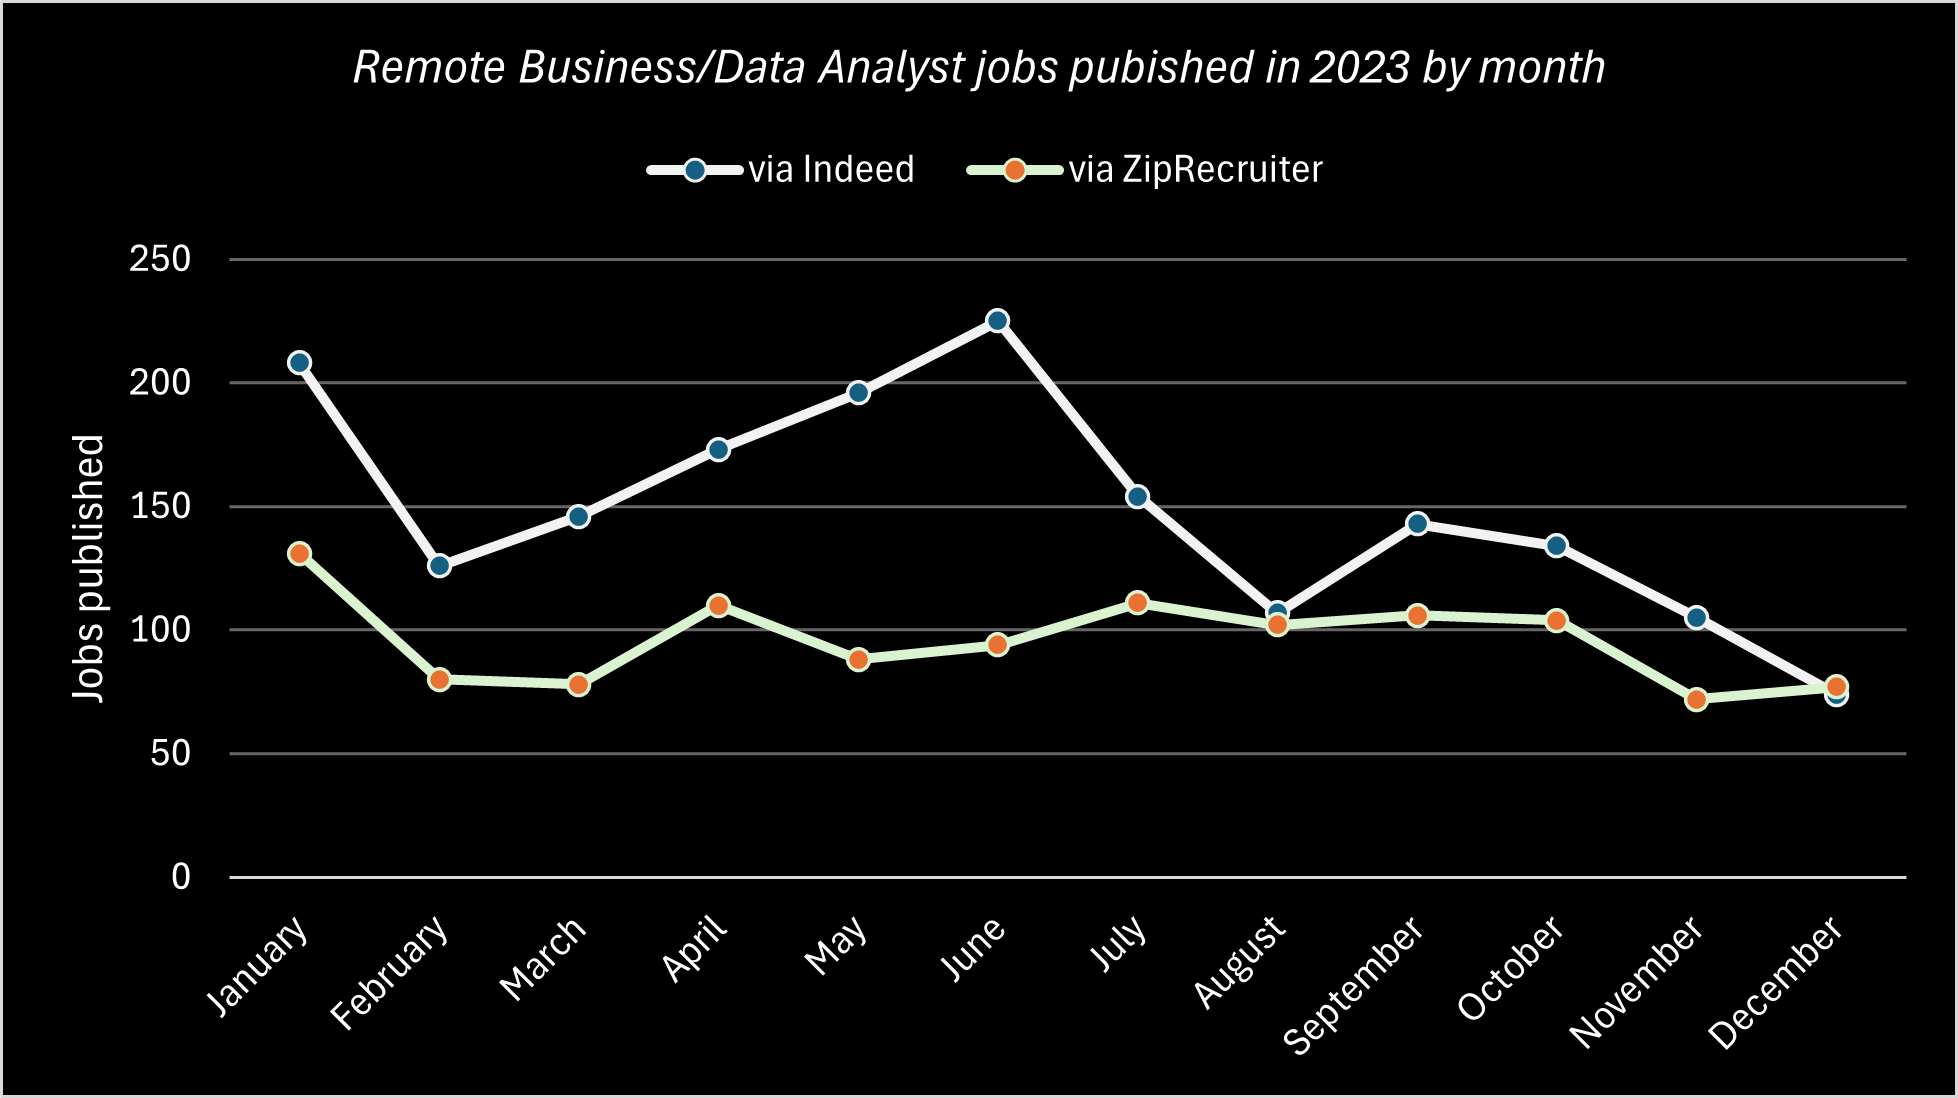 Remote Business/Data Analyst jobs pubished in 2023 by month
via Indeed
via ZipRecruiter
Jobs published
250
200
150
100
50
0
January
February
March
April
May
June
July
August
September
October
November
December